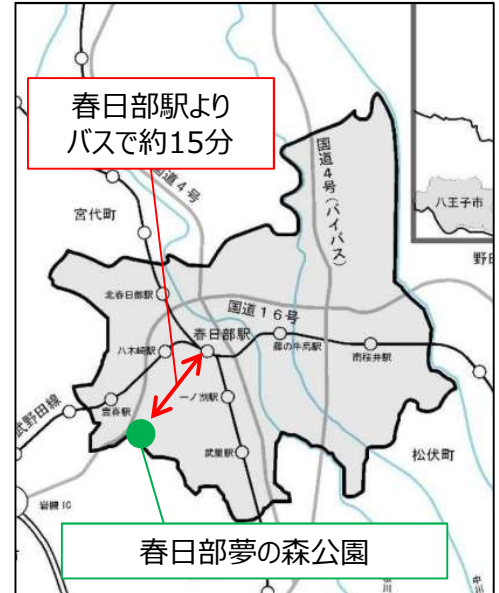 春日部駅より
バスで約15分
国道4号
国道4号(バイパス)
八王子市
宮代町
野田
北春日部駅
国道16号
春日部駅
八木崎駅
藤の牛島駅
南桜井駅
豊春駅
一ノ割駅
武里駅
武野田線
松伏町
岩槻IC
春日部夢の森公園
中川